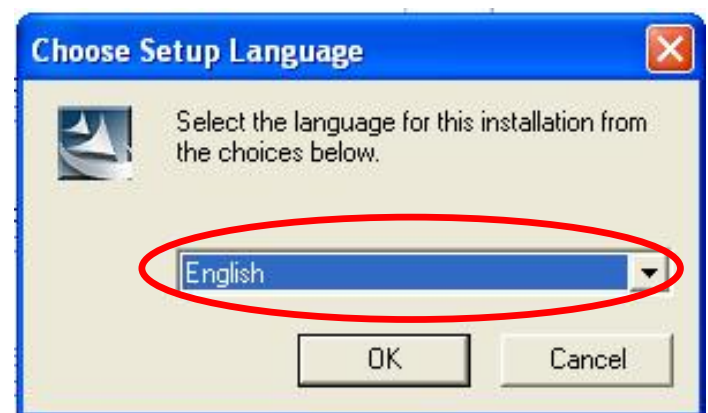 Choose Setup Language
Select the language for this installation from
the choices below.
English
OK
Cancel